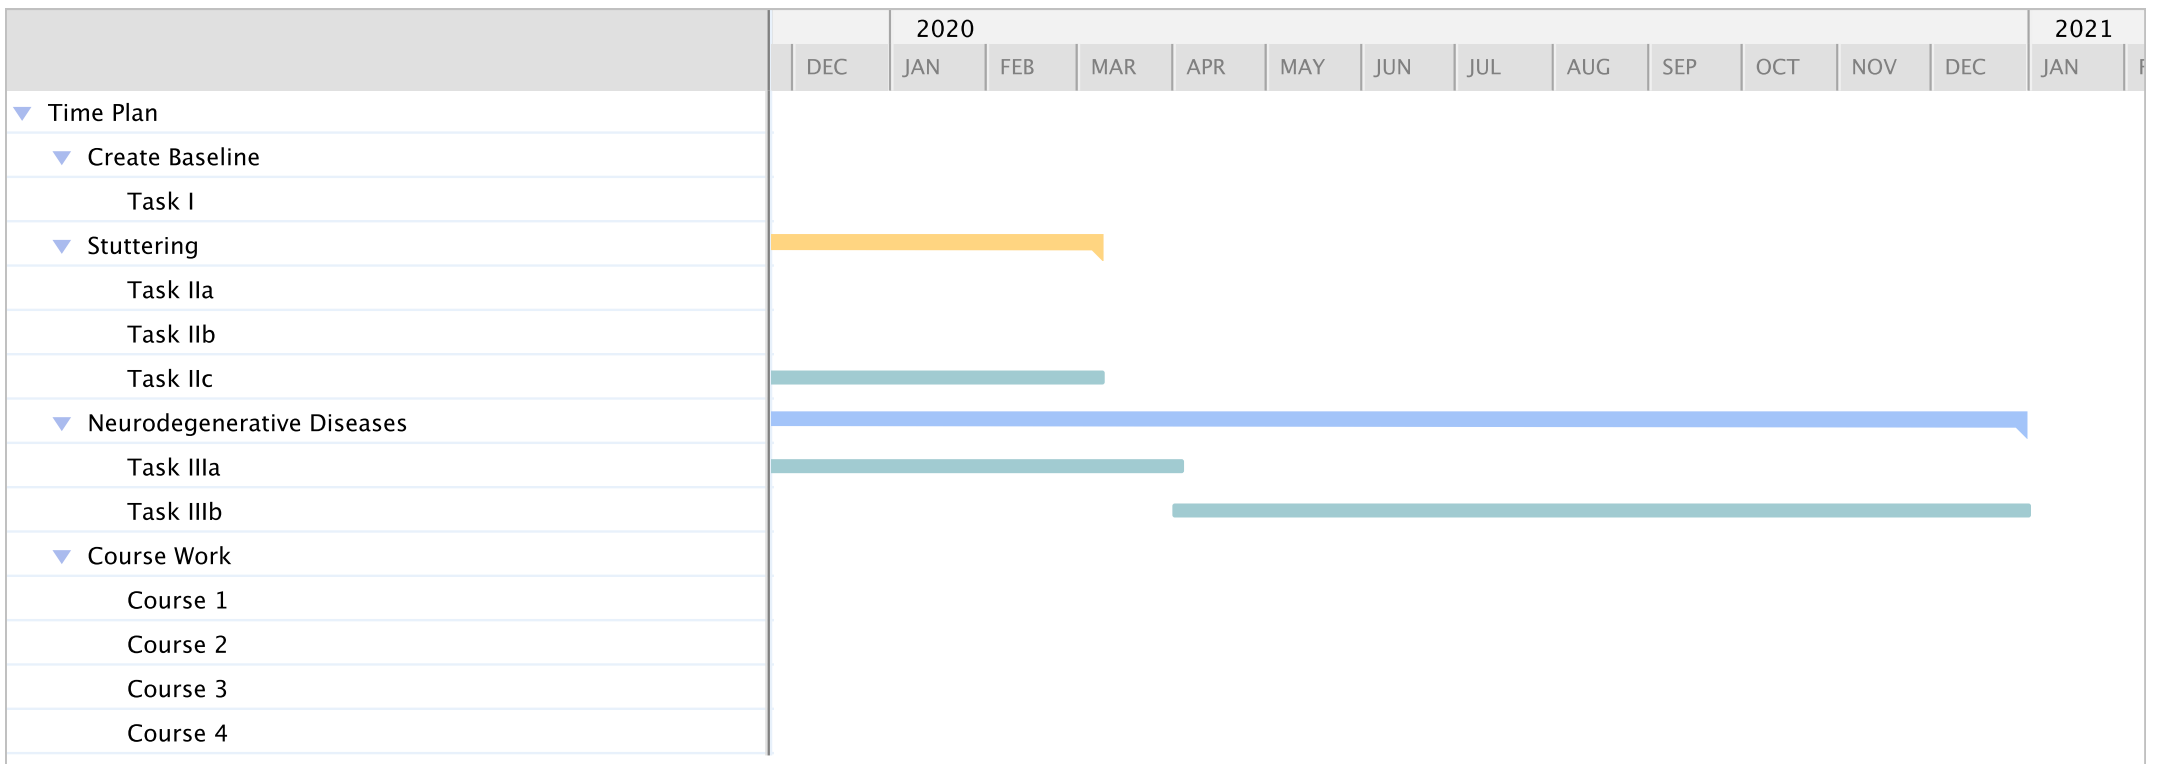 2020 2021
DEC JAN FEB MAR APR MAY JUN JUL AUG SEP OCT NOV DEC JAN
Time Plan
Create Baseline
Task I
Stuttering
Task IIa
Task IIb
Task IIc
Neurodegenerative Diseases
Task IIIa
Task IIIb
Course Work
Course 1
Course 2
Course 3
Course 4